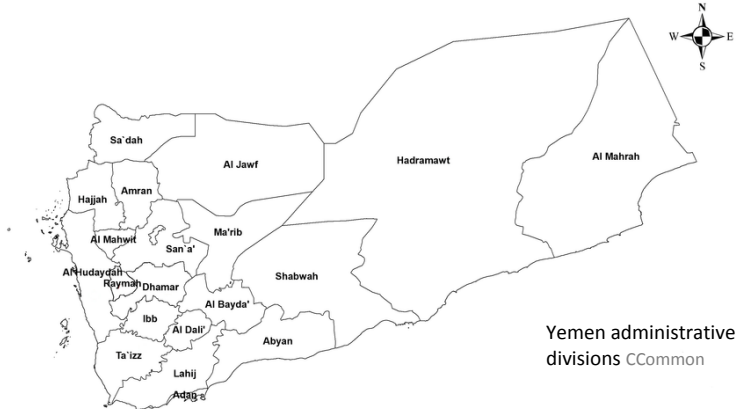 N
W E
S
Sa`dah
Al Jawf
Hadramawt
Al Mahrah
Hajjah
Amran
Al Mahwit
San`a'
Ma'rib
Al Hudaydah
Raymah
Dhamar
Shabwah
Al Bayda'
Ibb
Al Dali'
Abyan
Ta`izz
Lahij
Adan
Yemen administrative
divisions CCommon